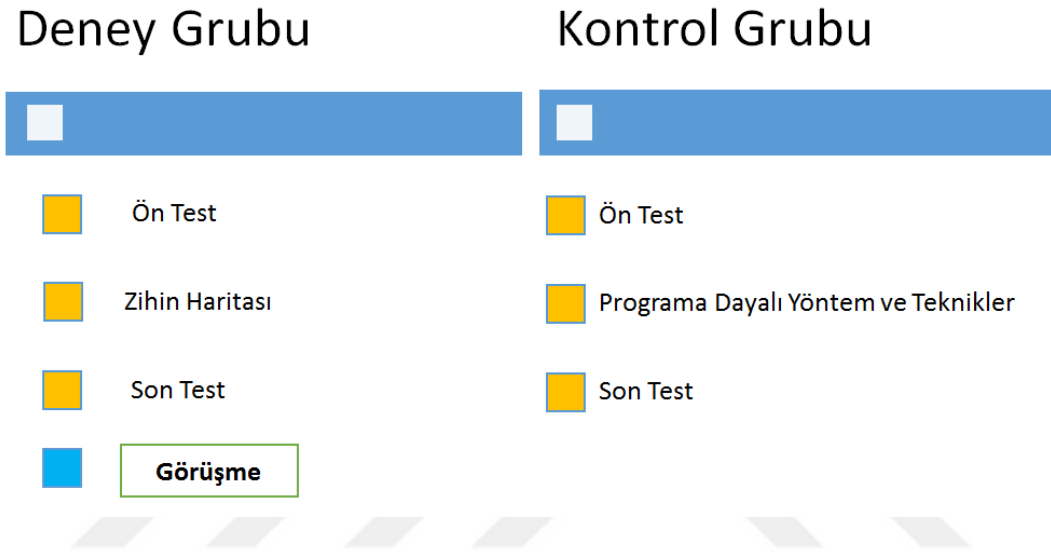 Deney Grubu
Kontrol Grubu
Ön Test
Zihin Haritası
Son Test
Görüşme
Ön Test
Programa Dayalı Yöntem ve Teknikler
Son Test